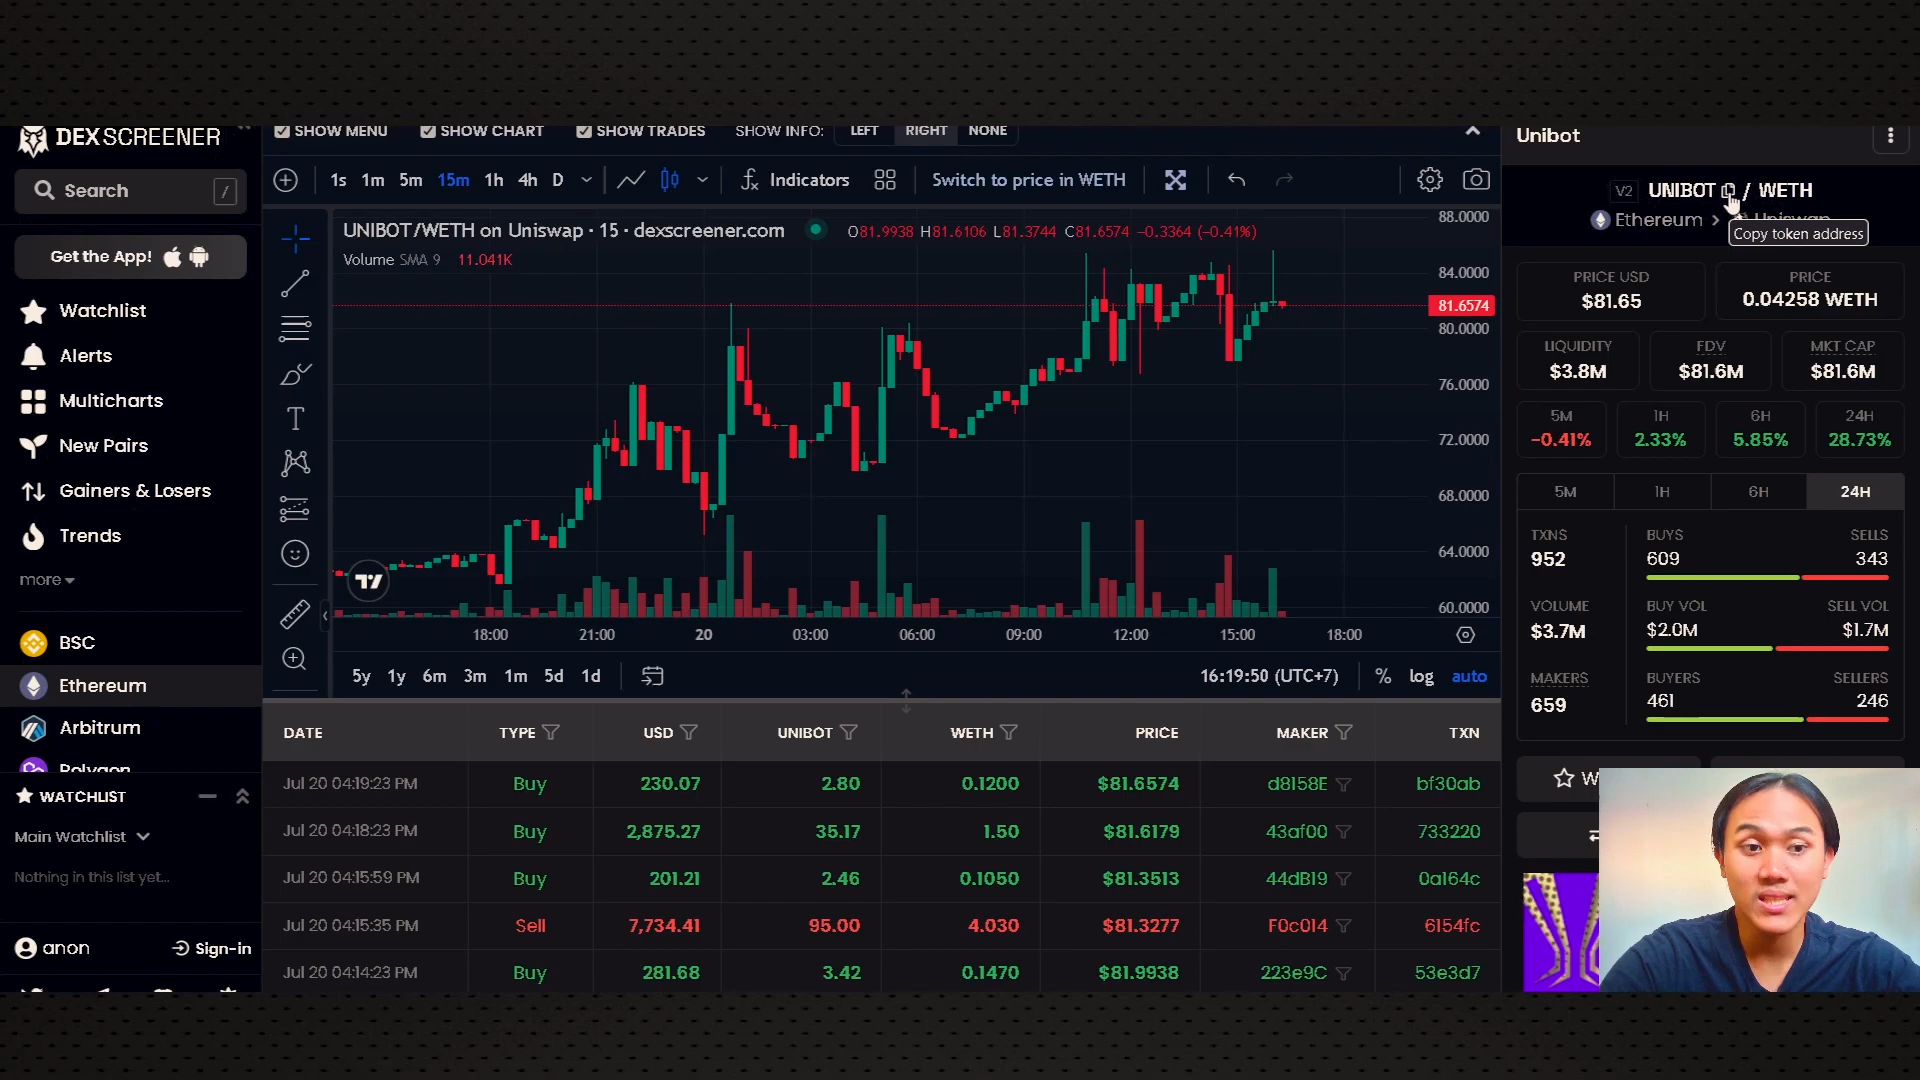 DEX SCREENER
Search /
Get the App!
Watchlist
Alerts
Multicharts
New Pairs
Gainers & Losers
Trends
more
BSC
Ethereum
Arbitrum
Polygon
WATCHLIST
Main Watchlist
Nothing in this list yet...
anon Sign-in
SHOW MENU SHOW CHART SHOW TRADES SHOW INFO: LEFT RIGHT NONE
1s 1m 5m 15m 1h 4h D Indicators Switch to price in WETH
UNIBOT/WETH on Uniswap · 15 · dexscreener.com O81.9938 H81.6106 L81.3744 C81.6574 −0.3364 (−0.41%)
Volume SMA 9 11.041K
88.0000
84.0000
81.6574
80.0000
76.0000
72.0000
68.0000
64.0000
60.0000
18:00 21:00 20 03:00 06:00 09:00 12:00 15:00 18:00
5y 1y 6m 3m 1m 5d 1d 16:19:50 (UTC+7) % log auto
DATE TYPE USD UNIBOT WETH PRICE MAKER TXN
Jul 20 04:19:23 PM Buy 230.07 2.80 0.1200 $81.6574 d8158E bf30ab
Jul 20 04:18:23 PM Buy 2,875.27 35.17 1.50 $81.6179 43af00 733220
Jul 20 04:15:59 PM Buy 201.21 2.46 0.1050 $81.3513 44dB19 0a164c
Jul 20 04:15:35 PM Sell 7,734.41 95.00 4.030 $81.3277 F0c014 6154fc
Jul 20 04:14:23 PM Buy 281.68 3.42 0.1470 $81.9938 223e9C 53e3d7
Unibot
V2 UNIBOT / WETH
Ethereum > Uniswap
Copy token address
PRICE USD PRICE
$81.65 0.04258 WETH
LIQUIDITY FDV MKT CAP
$3.8M $81.6M $81.6M
5M 1H 6H 24H
-0.41% 2.33% 5.85% 28.73%
5M 1H 6H 24H
TXNS BUYS SELLS
952 609 343
VOLUME BUY VOL SELL VOL
$3.7M $2.0M $1.7M
MAKERS BUYERS SELLERS
659 461 246